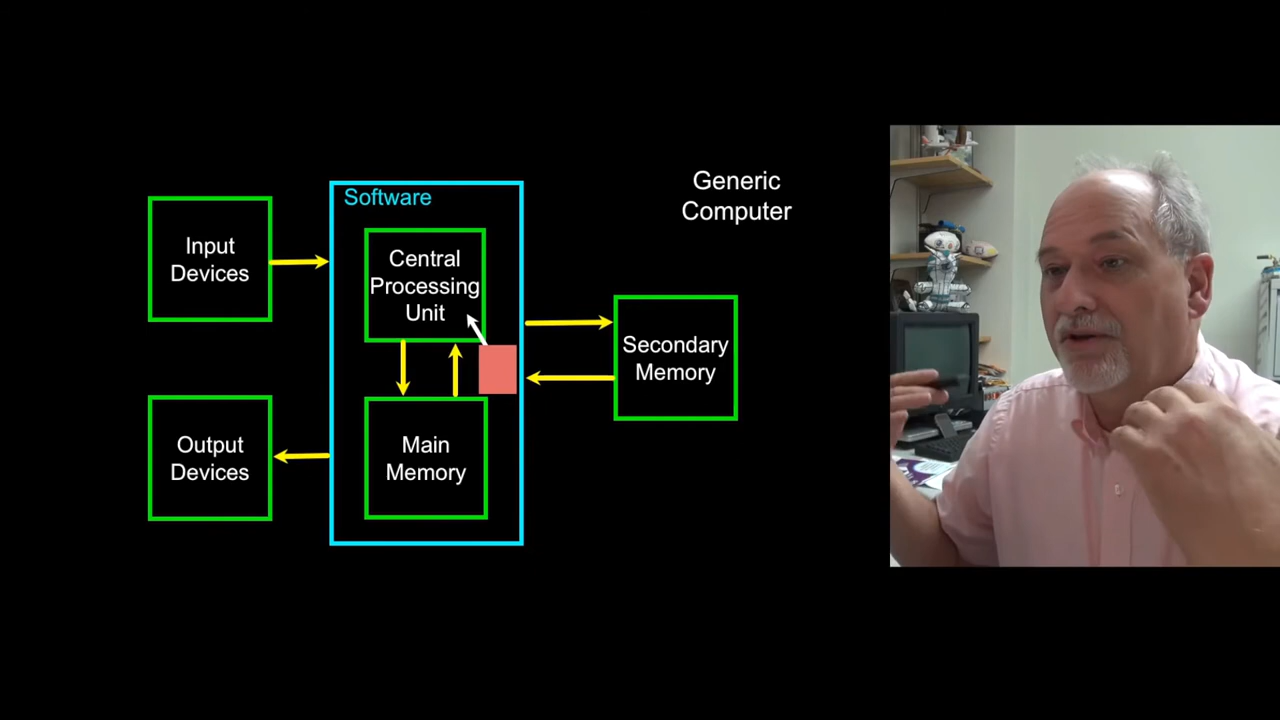 Generic
Computer
Software
Input
Devices
Central
Processing
Unit
Secondary
Memory
Output
Devices
Main
Memory